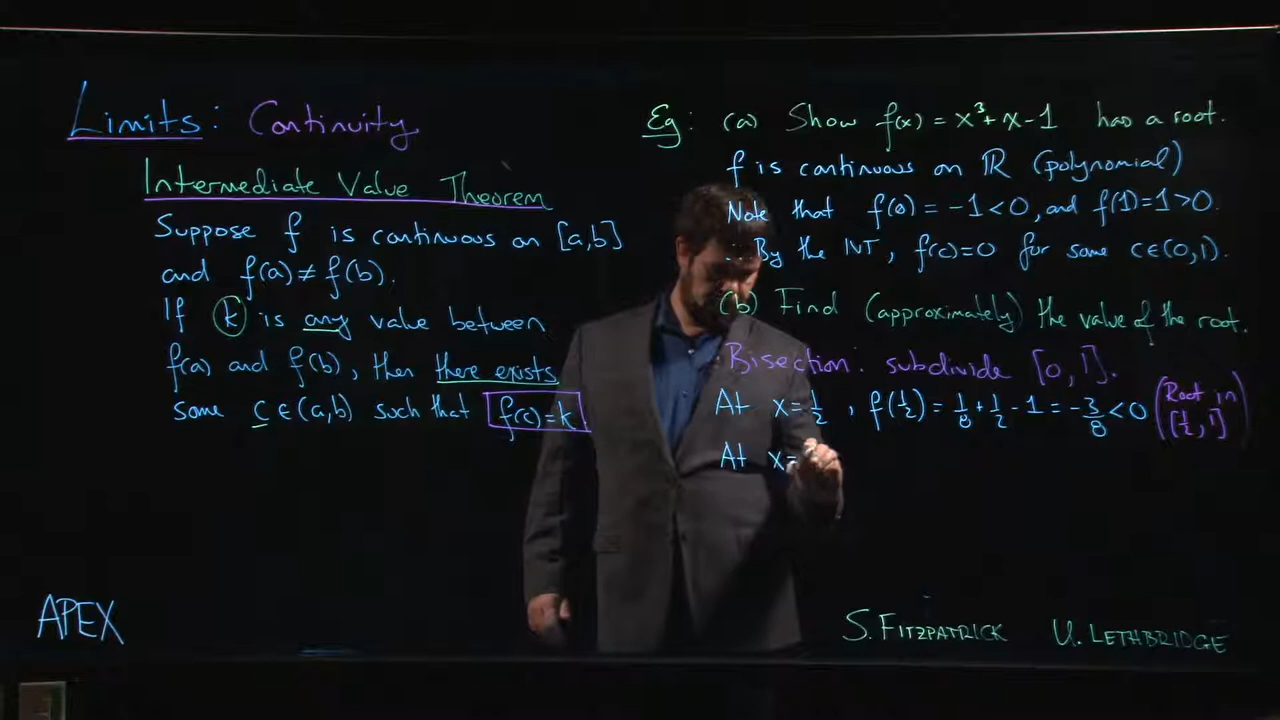 Limits: Continuity
Intermediate Value Theorem
Suppose f is continuous on [a,b]
and f(a)≠f(b).
If k is any value between
f(a) and f(b), then there exists
some c∈(a,b) such that f(c)=k
Eg: (a) Show f(x) = x³+x-1 has a root.
f is continuous on ℝ (polynomial)
Note that f(0) = -1<0, and f(1)=1>0.
∴ By the IVT, f(c)=0 for some c∈(0,1).
(b) Find (approximately) the value of the root.
Bisection: subdivide [0,1].
At x=½, f(½) = ⅛+½-1 = -⅜ <0 (Root in [½,1])
At x=
APEX
S. FITZPATRICK U. LETHBRIDGE